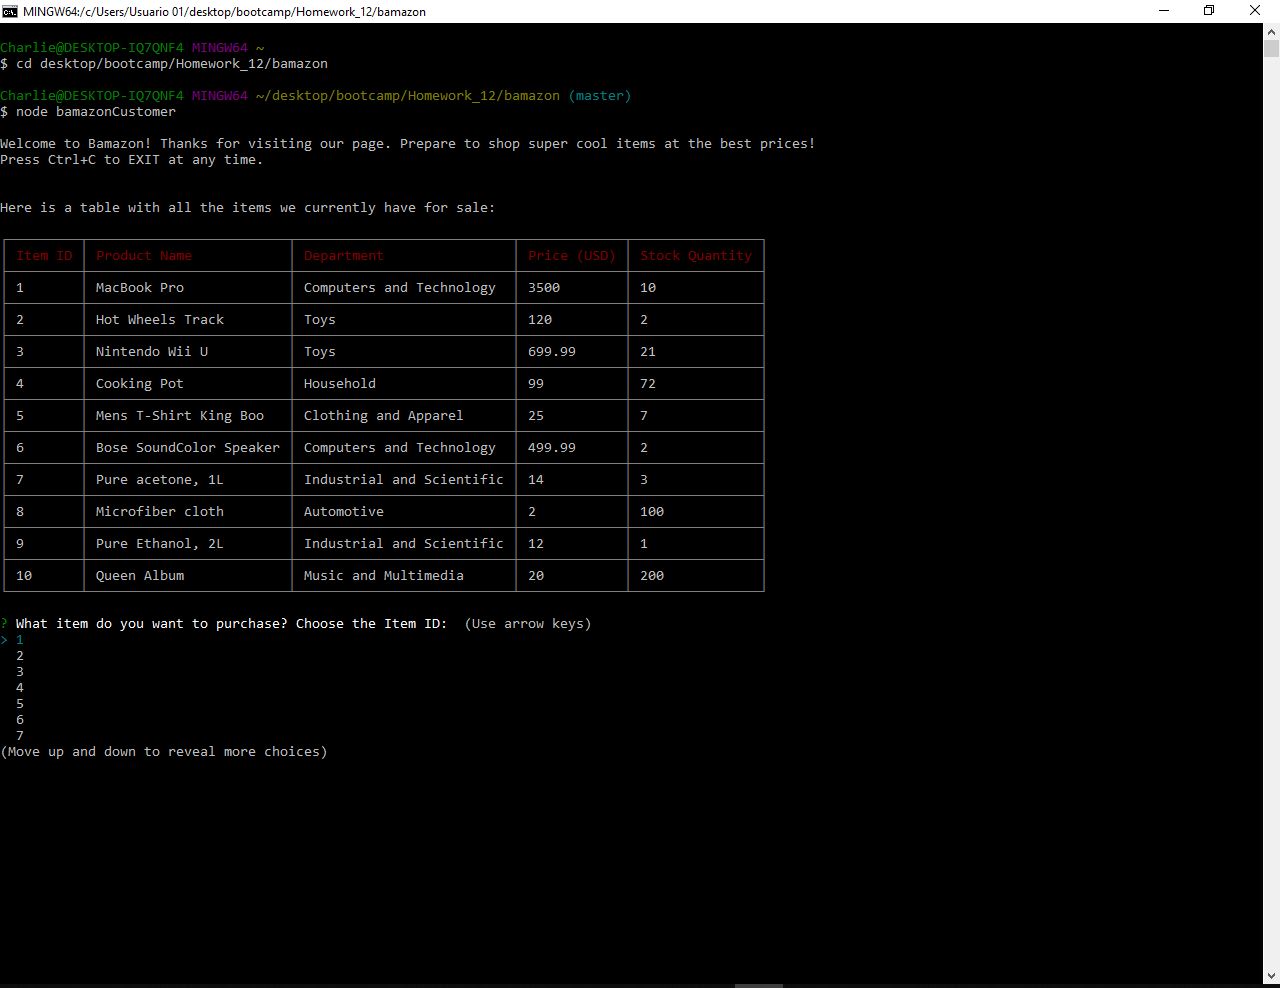 MINGW64:/c/Users/Usuario 01/desktop/bootcamp/Homework_12/bamazon
Charlie@DESKTOP-IQ7QNF4 MINGW64 ~
$ cd desktop/bootcamp/Homework_12/bamazon
Charlie@DESKTOP-IQ7QNF4 MINGW64 ~/desktop/bootcamp/Homework_12/bamazon (master)
$ node bamazonCustomer
Welcome to Bamazon! Thanks for visiting our page. Prepare to shop super cool items at the best prices!
Press Ctrl+C to EXIT at any time.
Here is a table with all the items we currently have for sale:
Item ID Product Name Department Price (USD) Stock Quantity
1 MacBook Pro Computers and Technology 3500 10
2 Hot Wheels Track Toys 120 2
3 Nintendo Wii U Toys 699.99 21
4 Cooking Pot Household 99 72
5 Mens T-Shirt King Boo Clothing and Apparel 25 7
6 Bose SoundColor Speaker Computers and Technology 499.99 2
7 Pure acetone, 1L Industrial and Scientific 14 3
8 Microfiber cloth Automotive 2 100
9 Pure Ethanol, 2L Industrial and Scientific 12 1
10 Queen Album Music and Multimedia 20 200
? What item do you want to purchase? Choose the Item ID: (Use arrow keys)
> 1
2
3
4
5
6
7
(Move up and down to reveal more choices)